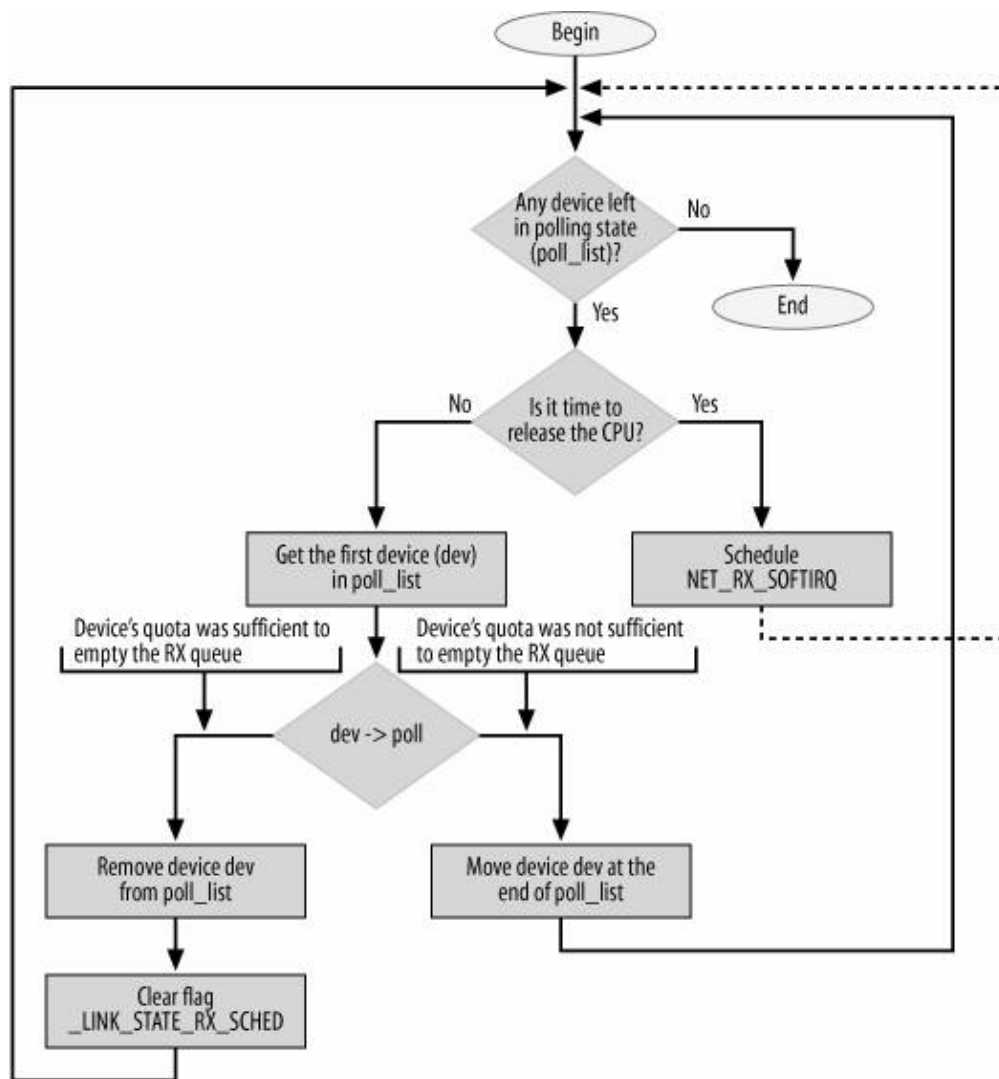 Begin
Any device left
in polling state
(poll_list)?
No
End
Yes
No
Is it time to
release the CPU?
Yes
Get the first device (dev)
in poll_list
Schedule
NET_RX_SOFTIRQ
Device's quota was sufficient to
empty the RX queue
Device's quota was not sufficient
to empty the RX queue
dev -> poll
Remove device dev
from poll_list
Move device dev at the
end of poll_list
Clear flag
_LINK_STATE_RX_SCHED